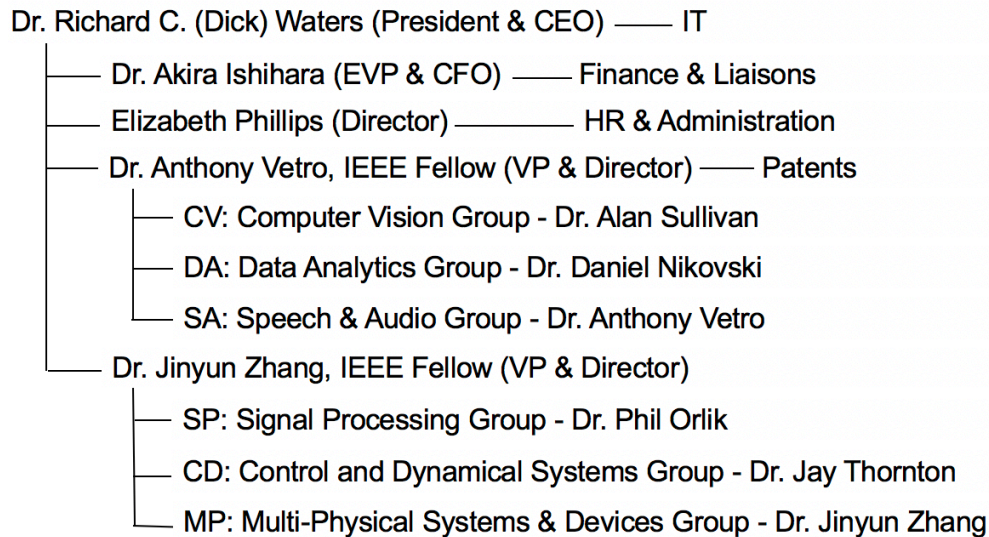 Dr. Richard C. (Dick) Waters (President & CEO) IT
Dr. Akira Ishihara (EVP & CFO) Finance & Liaisons
Elizabeth Phillips (Director) HR & Administration
Dr. Anthony Vetro, IEEE Fellow (VP & Director) Patents
CV: Computer Vision Group - Dr. Alan Sullivan
DA: Data Analytics Group - Dr. Daniel Nikovski
SA: Speech & Audio Group - Dr. Anthony Vetro
Dr. Jinyun Zhang, IEEE Fellow (VP & Director)
SP: Signal Processing Group - Dr. Phil Orlik
CD: Control and Dynamical Systems Group - Dr. Jay Thornton
MP: Multi-Physical Systems & Devices Group - Dr. Jinyun Zhang